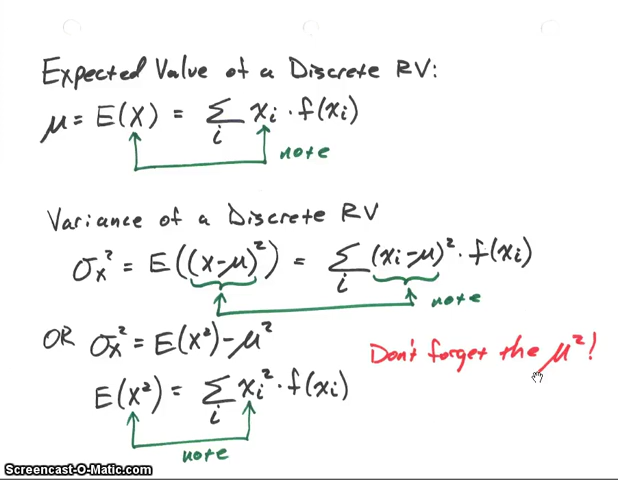 Expected Value of a Discrete RV:
μ = E(X) = Σ_i x_i · f(x_i)
note
Variance of a Discrete RV
σ_x² = E((x-μ)²) = Σ_i (x_i-μ)² · f(x_i)
note
OR σ_x² = E(x²) - μ²
Don't forget the μ²!
E(x²) = Σ_i x_i² · f(x_i)
note
Screencast-O-Matic.com